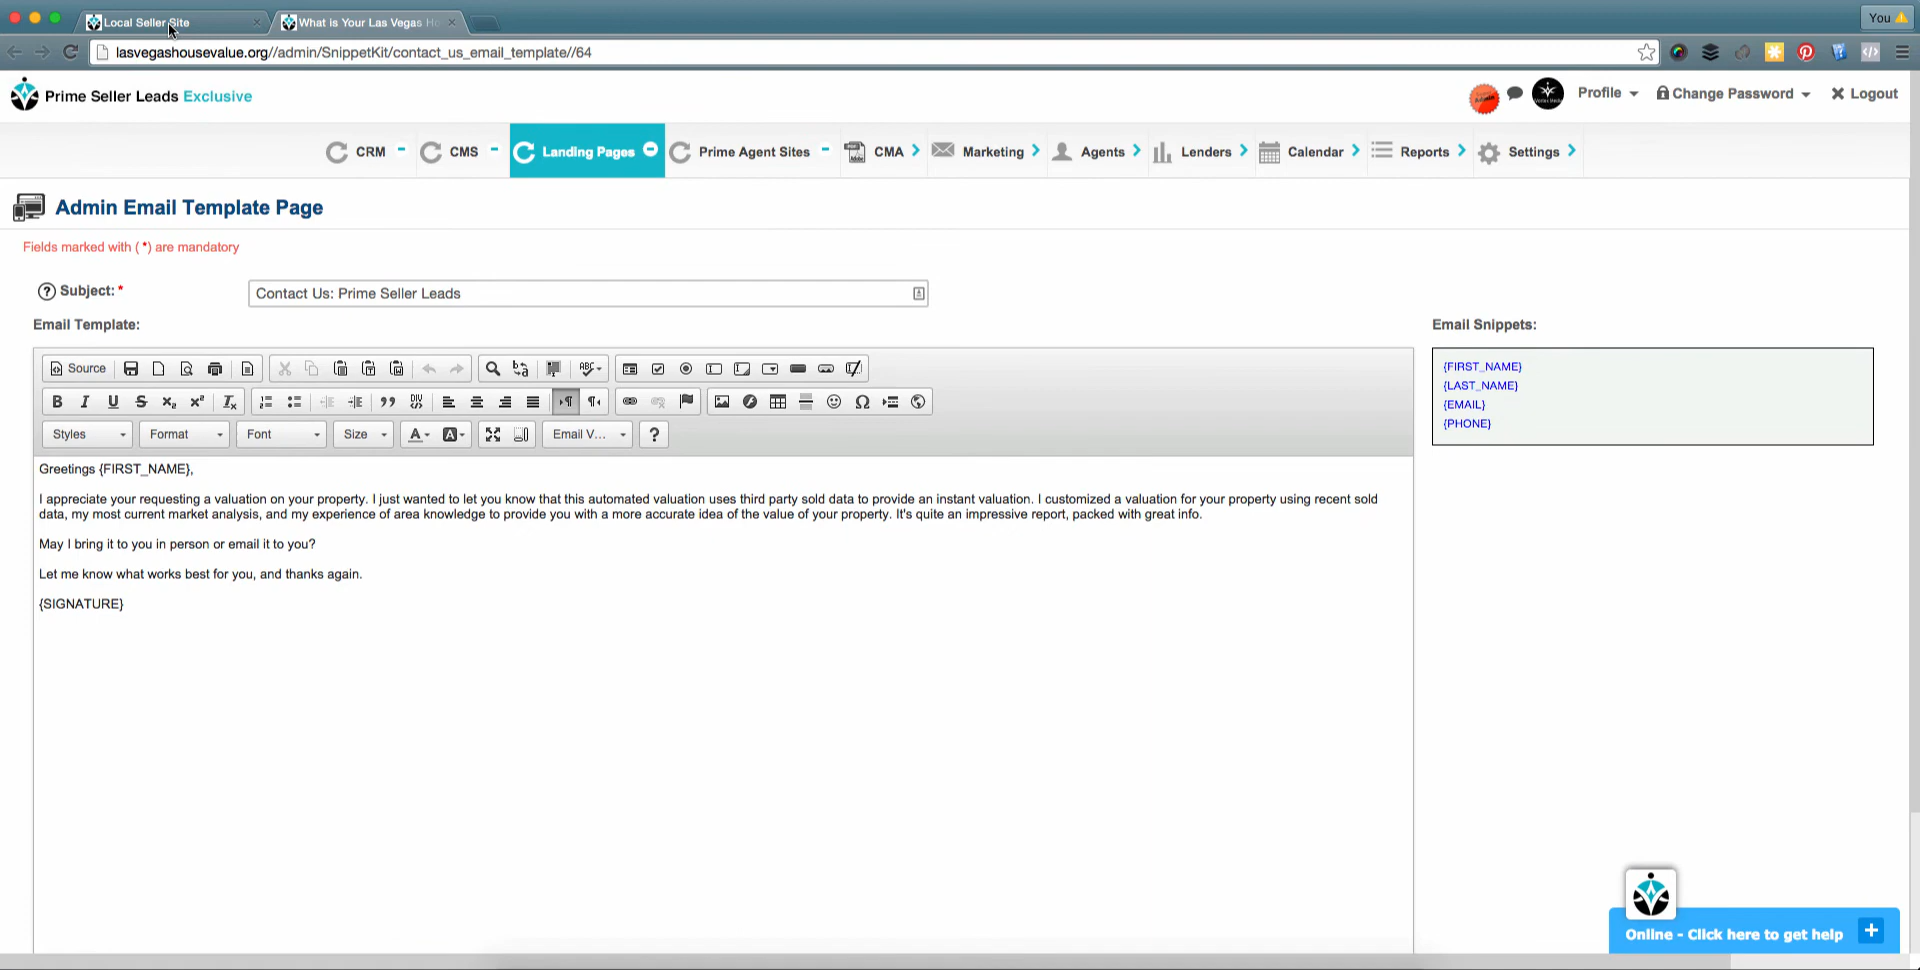 Local Seller Site
What is Your Las Vegas Ho
You
lasvegashousevalue.org//admin/SnippetKit/contact_us_email_template//64
Prime Seller Leads Exclusive
Profile
Change Password
Logout
CRM
CMS
Landing Pages
Prime Agent Sites
CMA
Marketing
Agents
Lenders
Calendar
Reports
Settings
Admin Email Template Page
Fields marked with ( *) are mandatory
Subject: *
Contact Us: Prime Seller Leads
Email Template:
Email Snippets:
Source
Styles
Format
Font
Size
Email V...
{FIRST_NAME}
{LAST_NAME}
{EMAIL}
{PHONE}
Greetings {FIRST_NAME},
I appreciate your requesting a valuation on your property. I just wanted to let you know that this automated valuation uses third party sold data to provide an instant valuation. I customized a valuation for your property using recent sold
data, my most current market analysis, and my experience of area knowledge to provide you with a more accurate idea of the value of your property. It's quite an impressive report, packed with great info.
May I bring it to you in person or email it to you?
Let me know what works best for you, and thanks again.
{SIGNATURE}
Online - Click here to get help